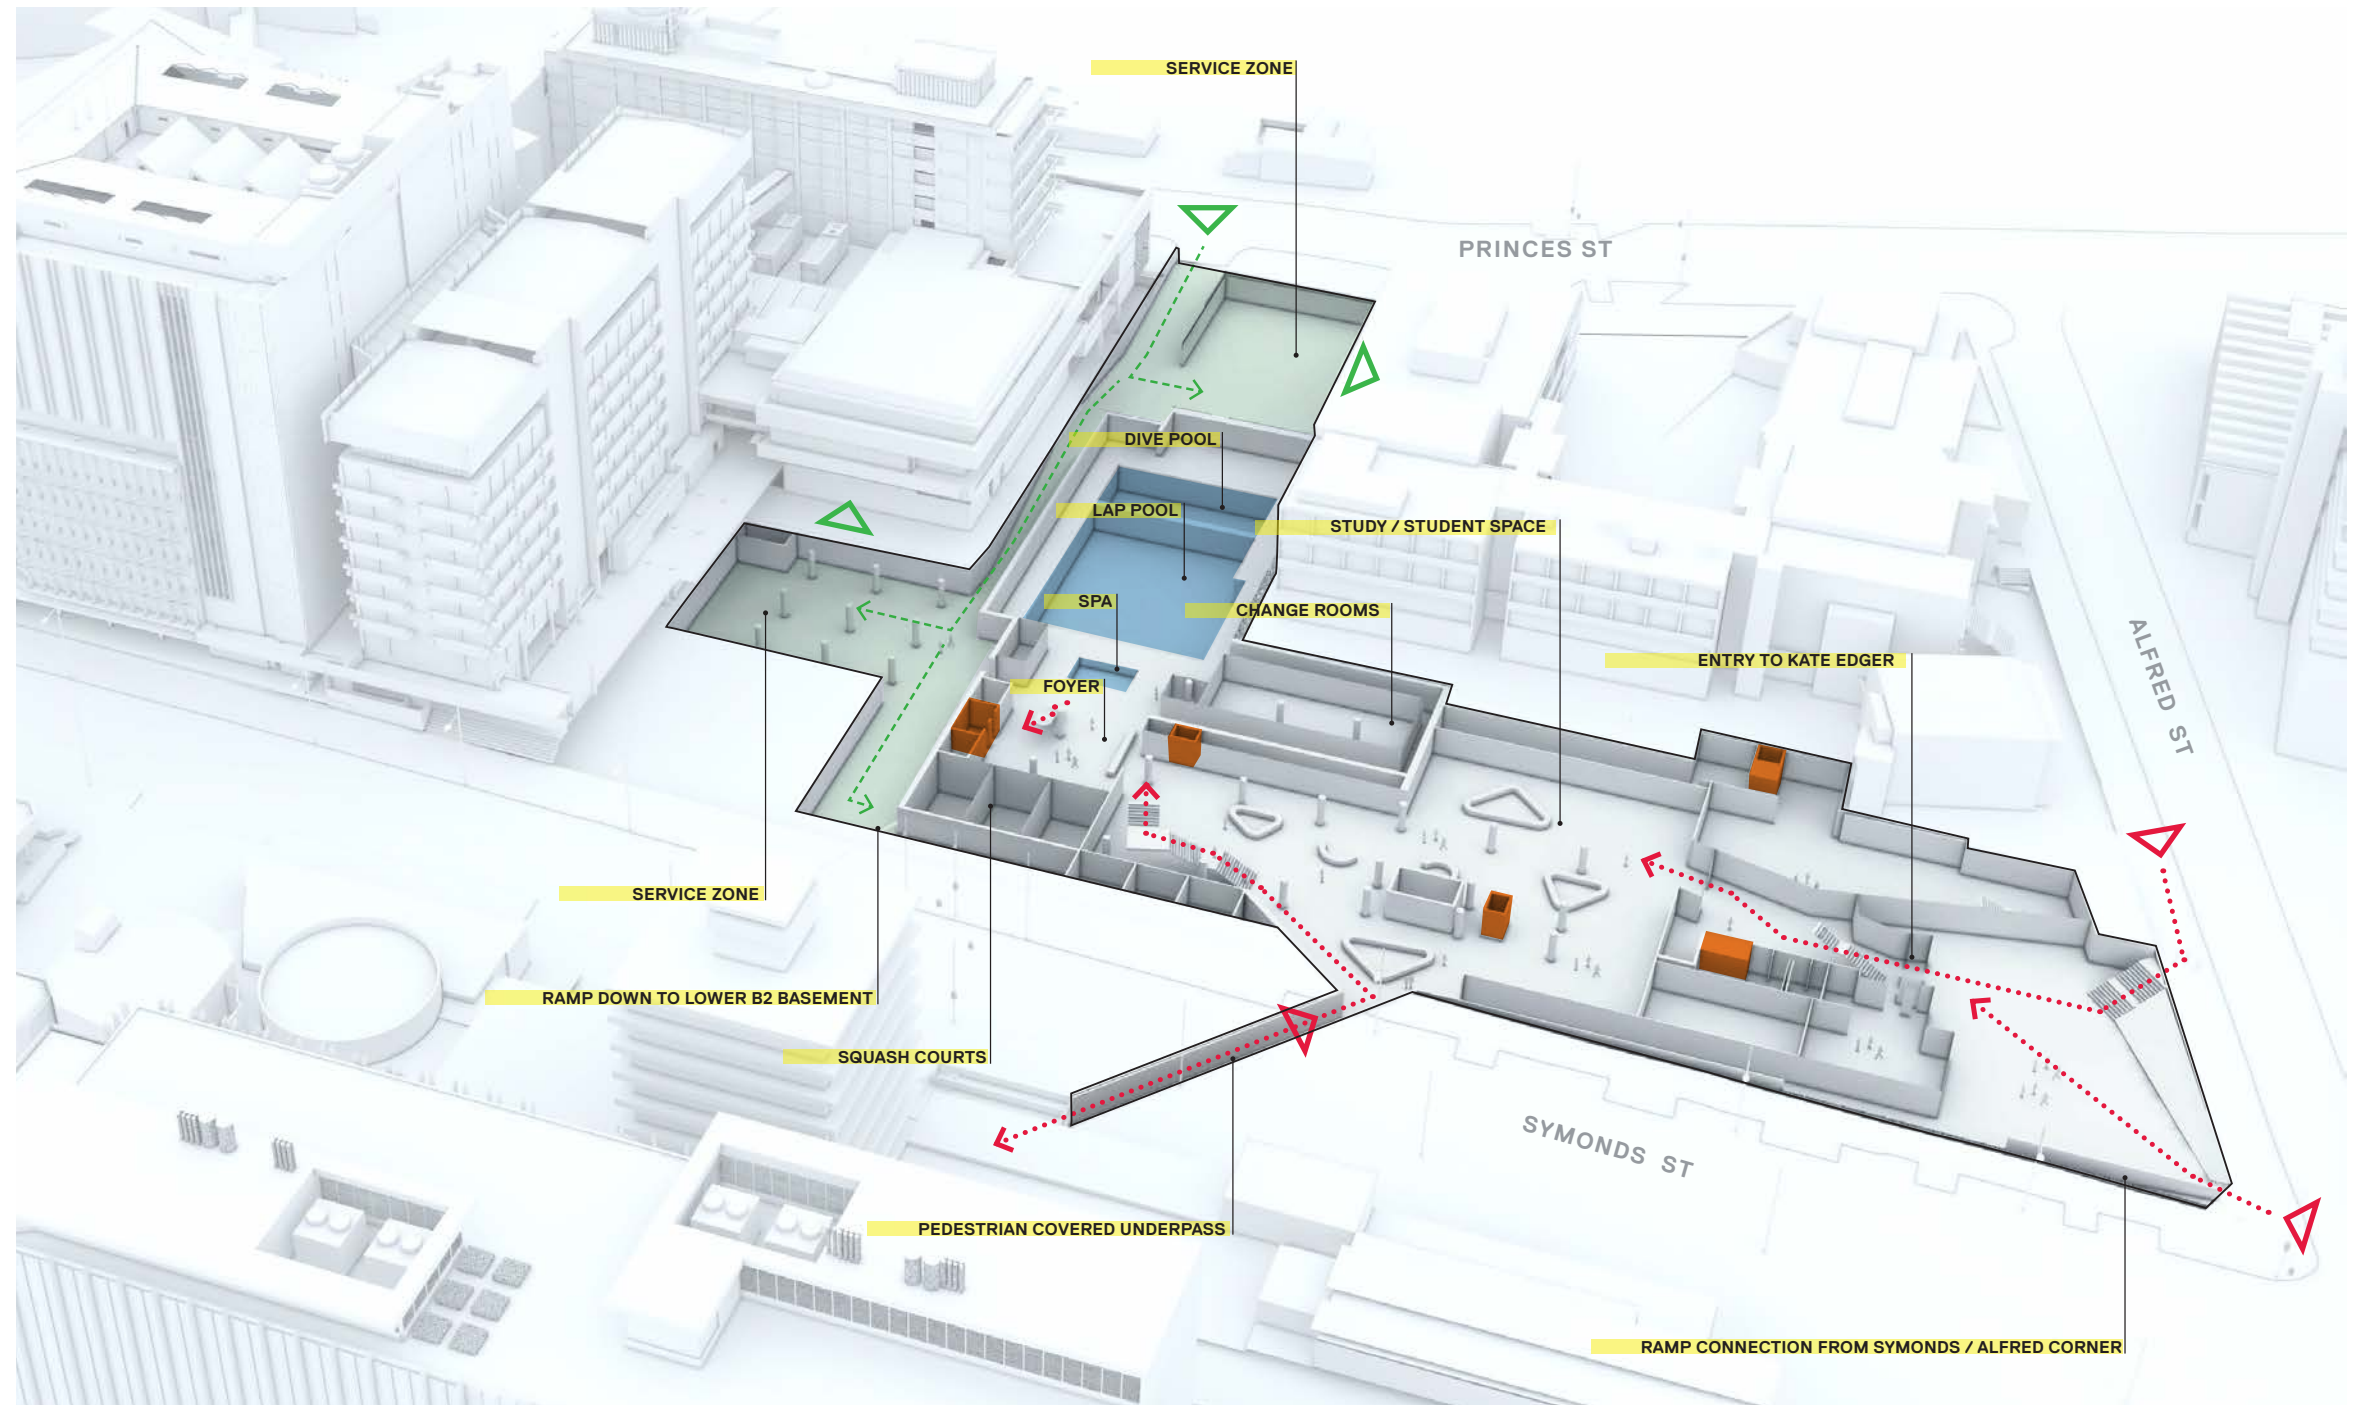 SERVICE ZONE
PRINCES ST
DIVE POOL
LAP POOL
STUDY / STUDENT SPACE
SPA
CHANGE ROOMS
ENTRY TO KATE EDGER
ALFRED ST
FOYER
SERVICE ZONE
RAMP DOWN TO LOWER B2 BASEMENT
SQUASH COURTS
SYMONDS ST
PEDESTRIAN COVERED UNDERPASS
RAMP CONNECTION FROM SYMONDS / ALFRED CORNER